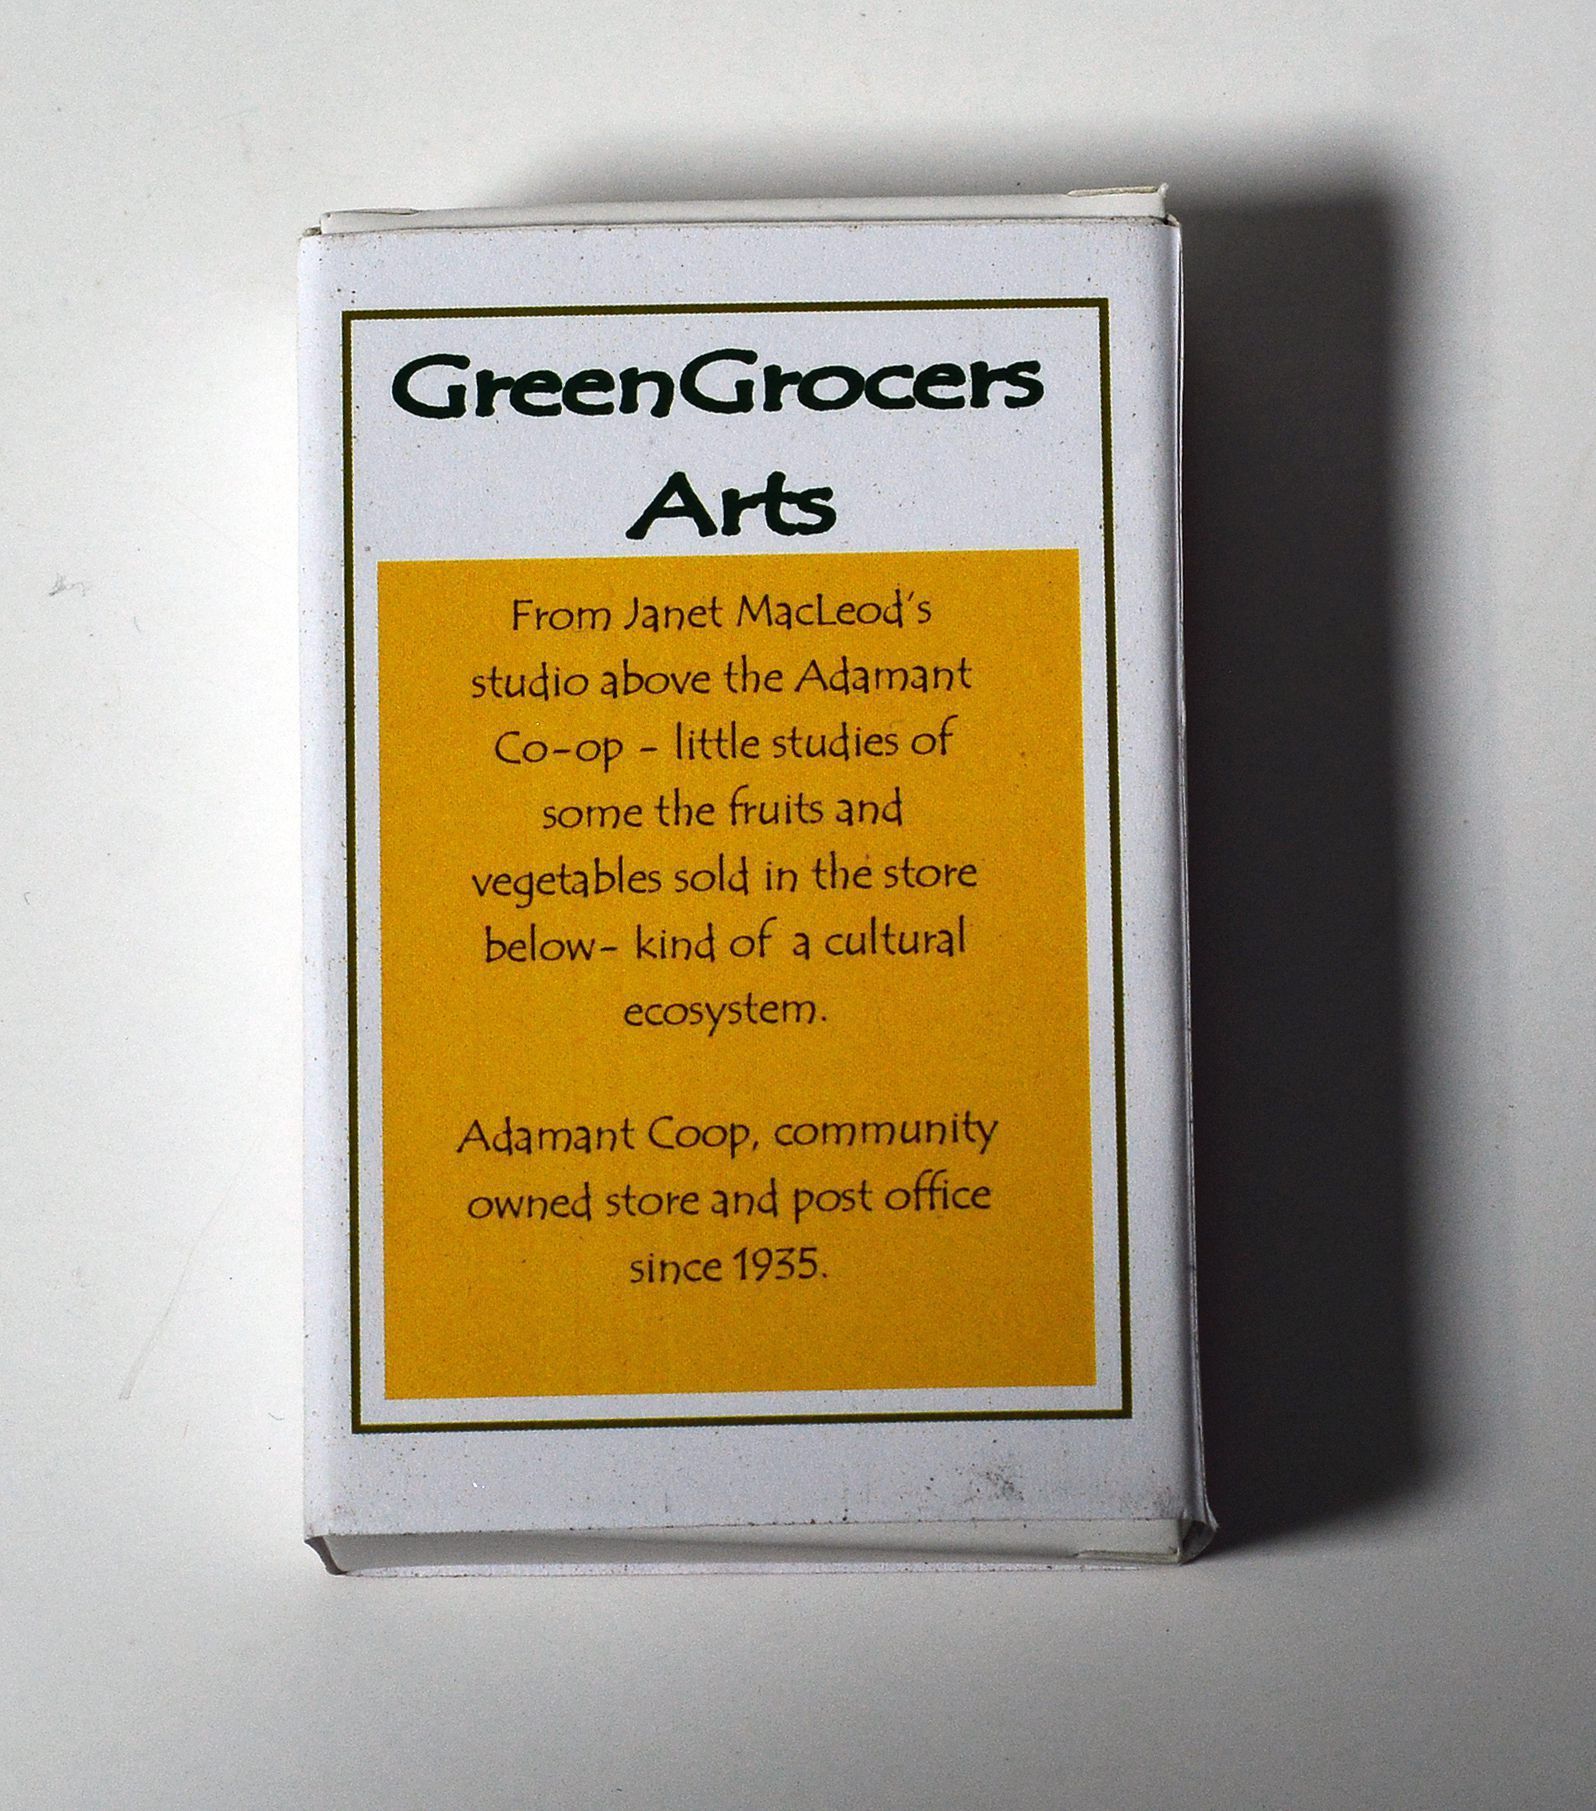 GreenGrocers
Arts
From Janet MacLeod's
studio above the Adamant
Co-op - little studies of
some the fruits and
vegetables sold in the store
below- kind of a cultural
ecosystem.
Adamant Coop, community
owned store and post office
since 1935.